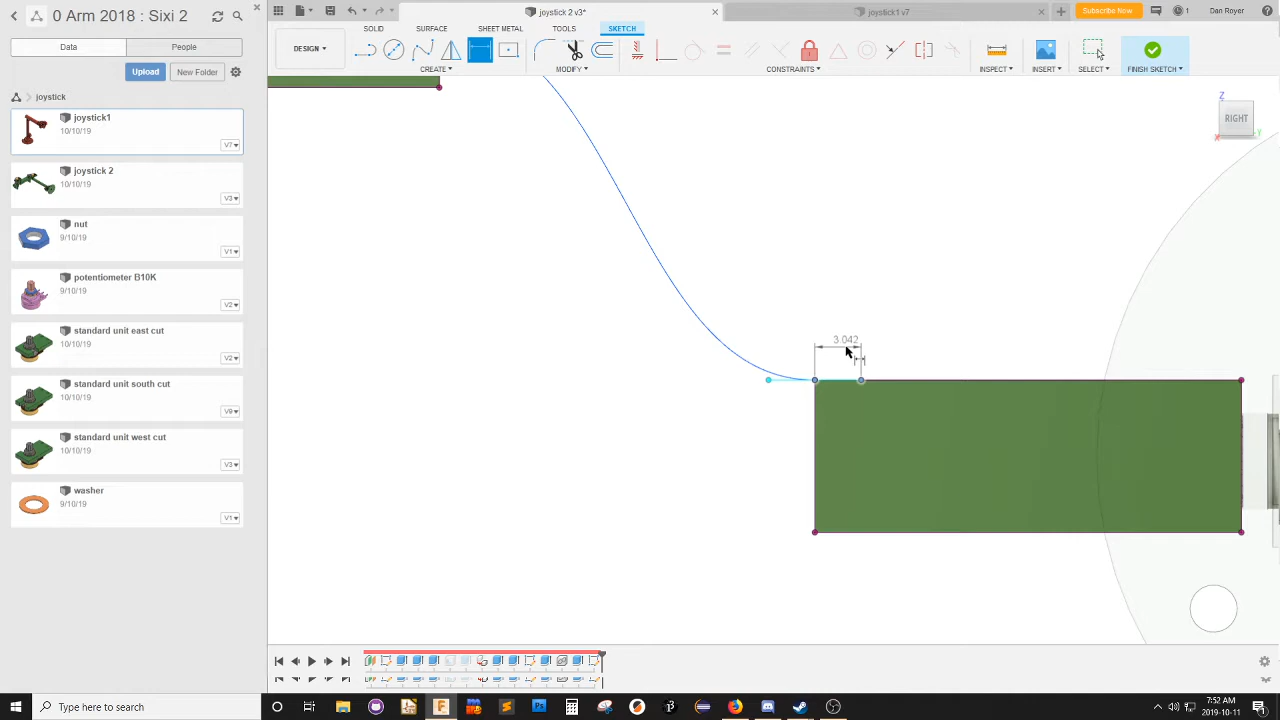 0 Arm 2018: Sixi 2
joystick 2 v3*
joystick1 v7
Subscribe Now
1
Dan Royer
Data
People
SOLID
SURFACE
SHEET METAL
TOOLS
SKETCH
DESIGN
CREATE
MODIFY
CONSTRAINTS
INSPECT
INSERT
SELECT
FINISH SKETCH
Upload
New Folder
joystick
joystick1
10/10/19
V7
joystick 2
10/10/19
V3
nut
9/10/19
V1
potentiometer B10K
9/10/19
V2
standard unit east cut
10/10/19
V2
standard unit south cut
10/10/19
V9
standard unit west cut
10/10/19
V3
washer
9/10/19
V1
Z
RIGHT
X
Y
3.042
Type here to search
7:52 AM
2019-10-11